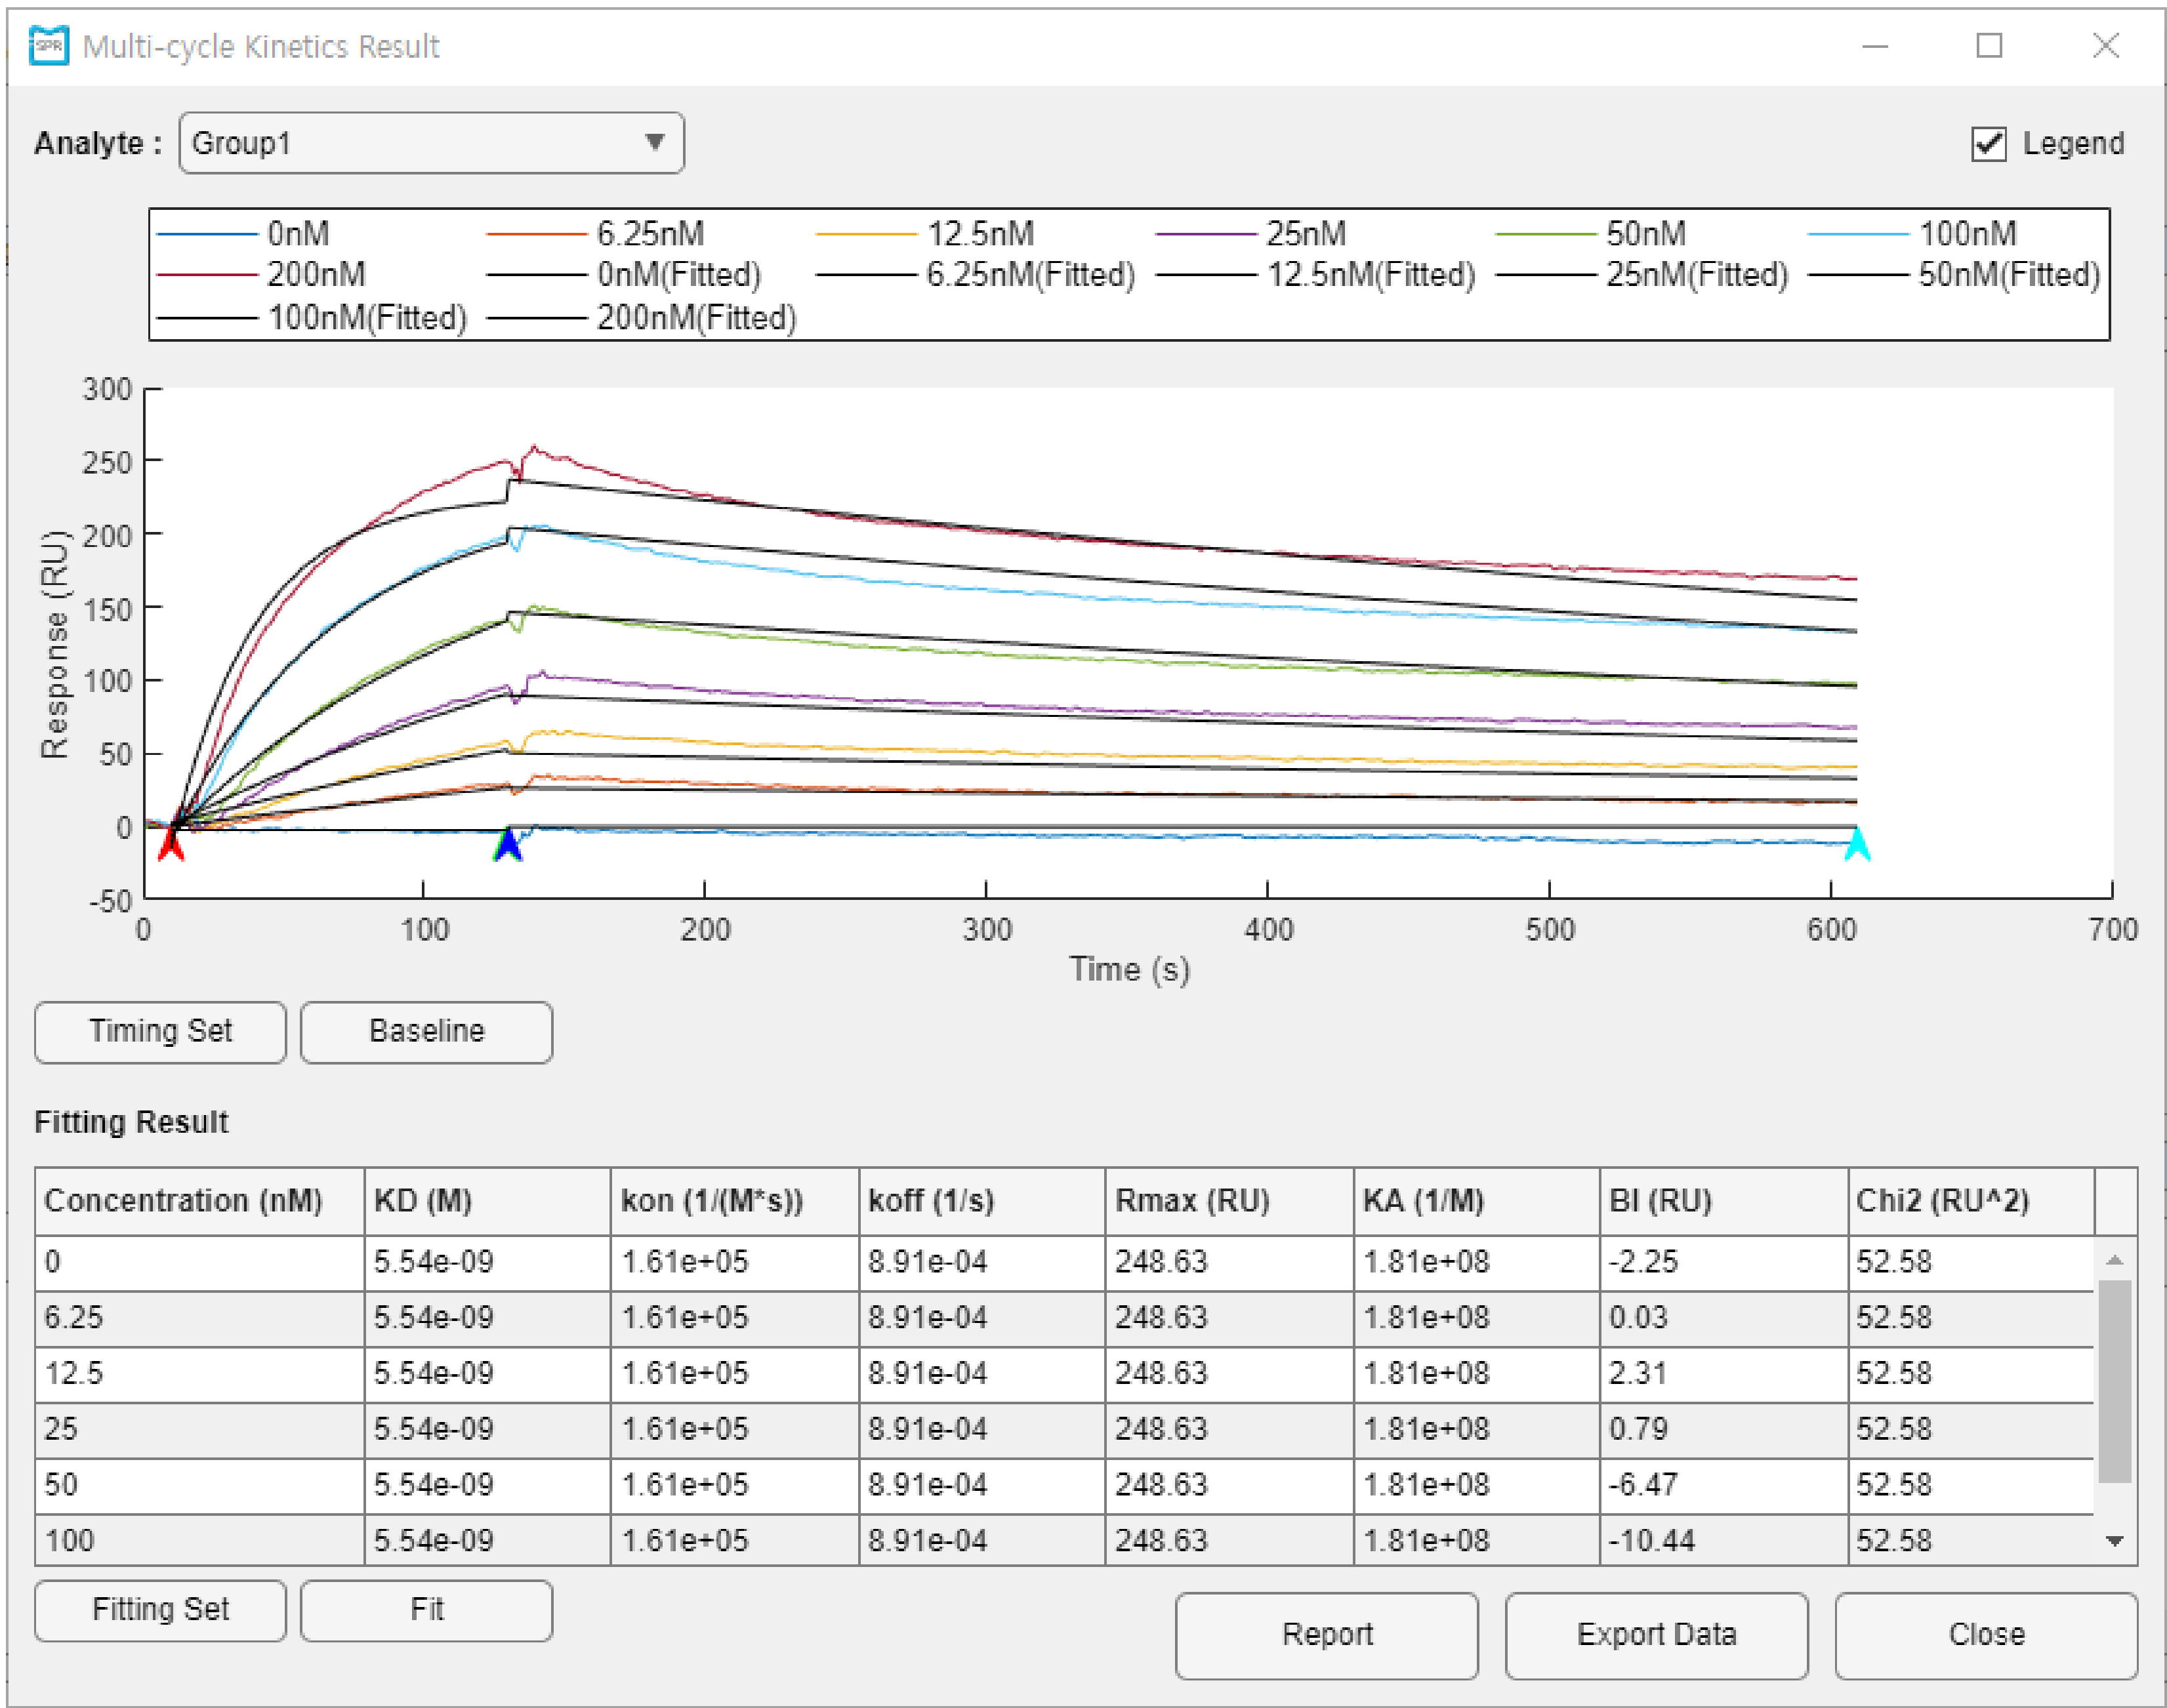 SPR Multi-cycle Kinetics Result
Analyte : Group1 Legend
0nM 6.25nM 12.5nM 25nM 50nM 100nM
200nM 0nM(Fitted) 6.25nM(Fitted) 12.5nM(Fitted) 25nM(Fitted) 50nM(Fitted)
100nM(Fitted) 200nM(Fitted)
300
250
200
150
100
50
0
-50
Response (RU)
0 100 200 300 400 500 600 700
Time (s)
Timing Set Baseline
Fitting Result
Concentration (nM) KD (M) kon (1/(M*s)) koff (1/s) Rmax (RU) KA (1/M) BI (RU) Chi2 (RU^2)
0 5.54e-09 1.61e+05 8.91e-04 248.63 1.81e+08 -2.25 52.58
6.25 5.54e-09 1.61e+05 8.91e-04 248.63 1.81e+08 0.03 52.58
12.5 5.54e-09 1.61e+05 8.91e-04 248.63 1.81e+08 2.31 52.58
25 5.54e-09 1.61e+05 8.91e-04 248.63 1.81e+08 0.79 52.58
50 5.54e-09 1.61e+05 8.91e-04 248.63 1.81e+08 -6.47 52.58
100 5.54e-09 1.61e+05 8.91e-04 248.63 1.81e+08 -10.44 52.58
Fitting Set Fit
Report Export Data Close